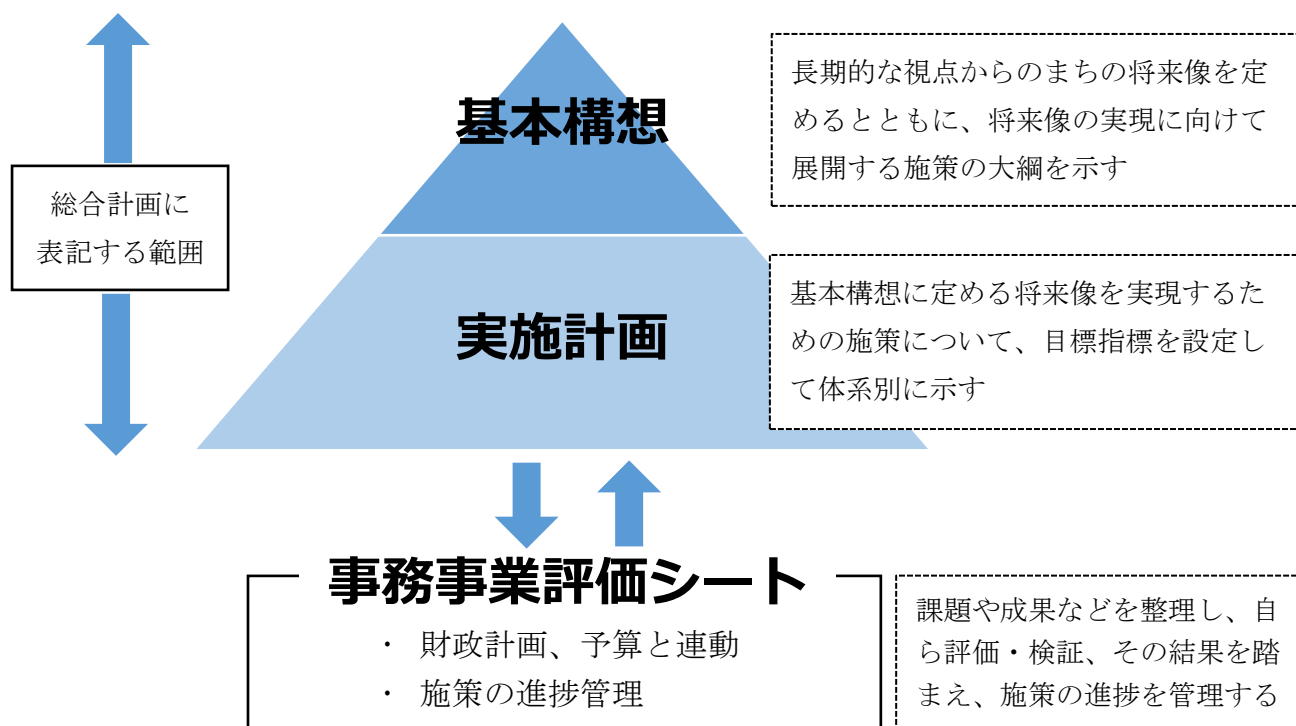 基本構想
長期的な視点からのまちの将来像を定
めるとともに、将来像の実現に向けて
展開する施策の大綱を示す
総合計画に
表記する範囲
実施計画
基本構想に定める将来像を実現するた
めの施策について、目標指標を設定し
て体系別に示す
事務事業評価シート
・ 財政計画、予算と連動
・ 施策の進捗管理
課題や成果などを整理し、自
ら評価・検証、その結果を踏
まえ、施策の進捗を管理する